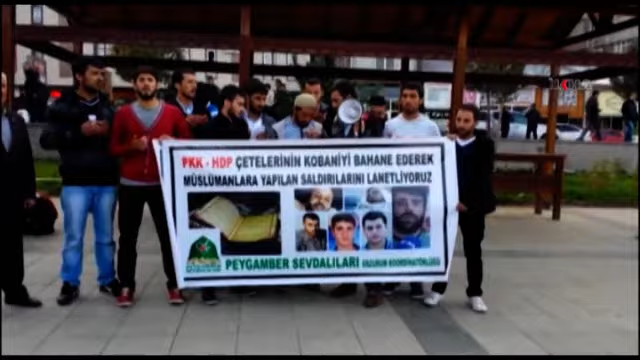 PKK - HDP ÇETELERİNİN KOBANİYİ BAHANE EDEREK
MÜSLÜMANLARA YAPILAN SALDIRILARINI LANETLİYORUZ
PEYGAMBER SEVDALILARI ERZURUM KOORDİNATÖRLÜĞÜ